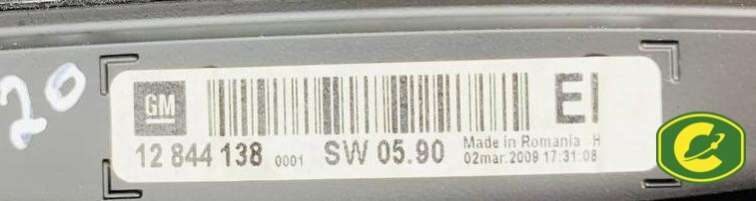 20
GM
EI
12 844 138 0001 SW 05.90
Made in Romania H
02mar.2009 17:31:08